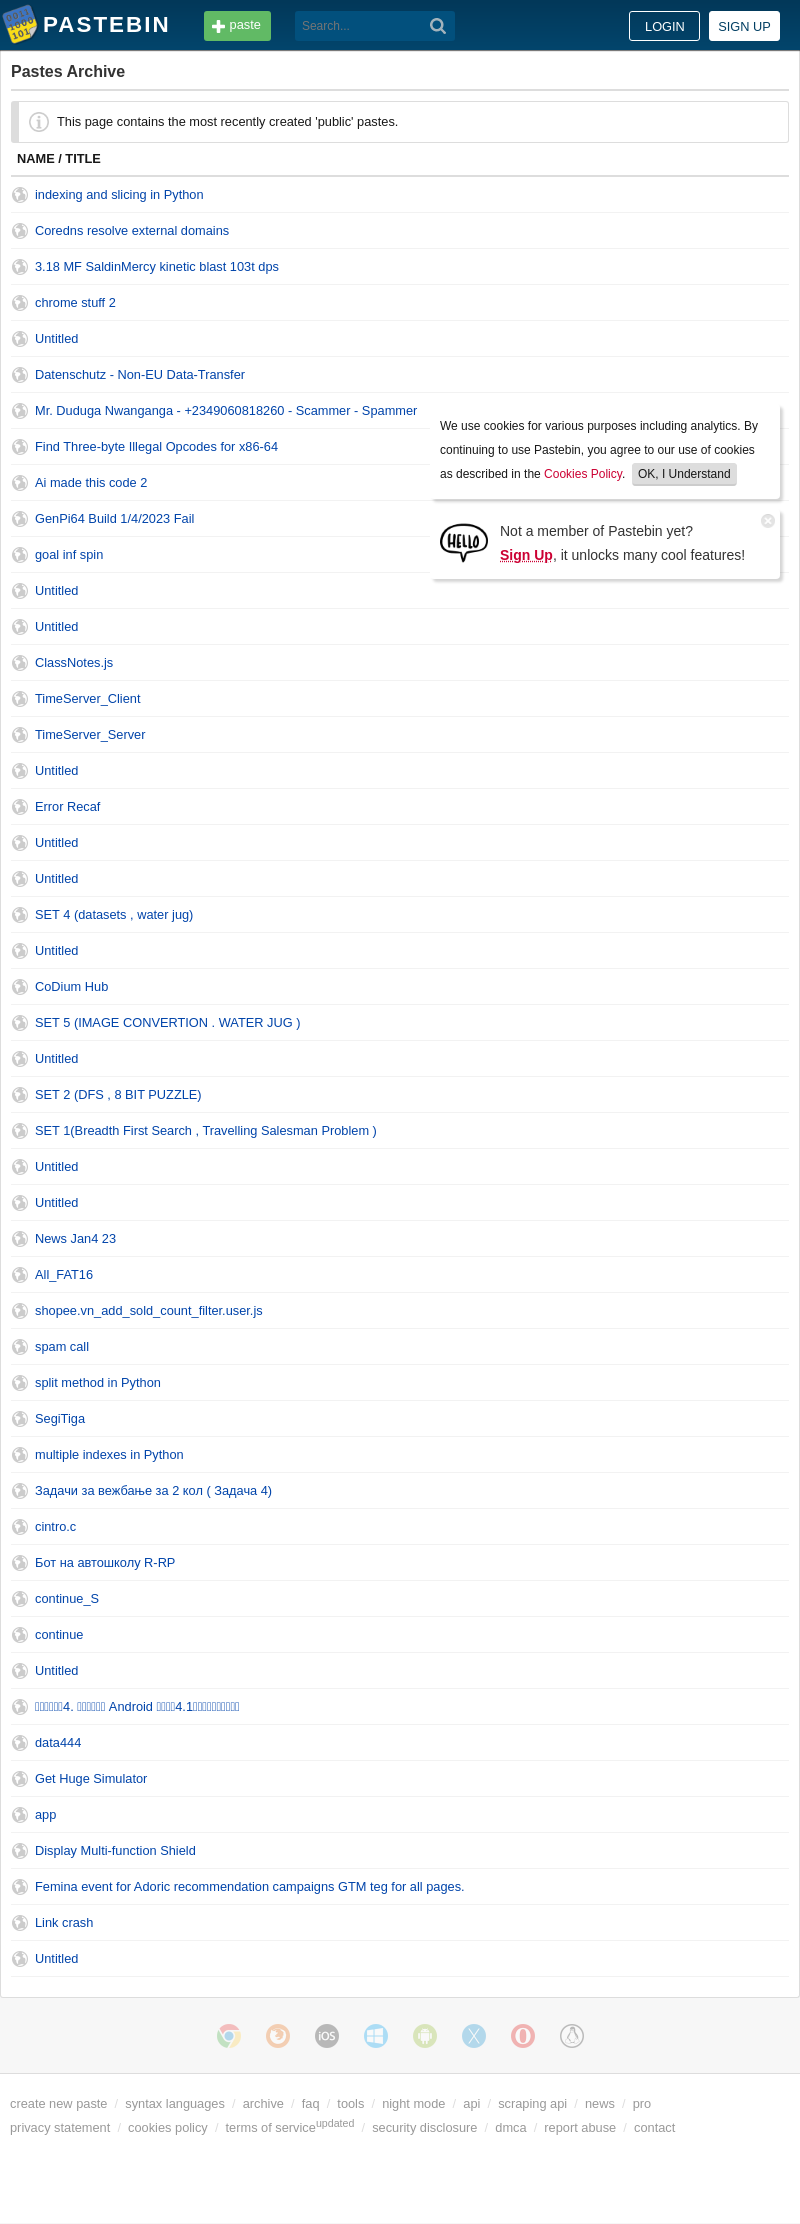 PASTEBIN
paste
Search...
LOGIN
SIGN UP
Pastes Archive
This page contains the most recently created 'public' pastes.
NAME / TITLE
indexing and slicing in Python
Coredns resolve external domains
3.18 MF SaldinMercy kinetic blast 103t dps
chrome stuff 2
Untitled
Datenschutz - Non-EU Data-Transfer
Mr. Duduga Nwanganga - +2349060818260 - Scammer - Spammer
Find Three-byte Illegal Opcodes for x86-64
Ai made this code 2
GenPi64 Build 1/4/2023 Fail
goal inf spin
We use cookies for various purposes including analytics. By
continuing to use Pastebin, you agree to our use of cookies
as described in the Cookies Policy. OK, I Understand
HELLO
Not a member of Pastebin yet?
Sign Up, it unlocks many cool features!
Untitled
Untitled
ClassNotes.js
TimeServer_Client
TimeServer_Server
Untitled
Error Recaf
Untitled
Untitled
SET 4 (datasets , water jug)
Untitled
CoDium Hub
SET 5 (IMAGE CONVERTION . WATER JUG )
Untitled
SET 2 (DFS , 8 BIT PUZZLE)
SET 1(Breadth First Search , Travelling Salesman Problem )
Untitled
Untitled
News Jan4 23
All_FAT16
shopee.vn_add_sold_count_filter.user.js
spam call
split method in Python
SegiTiga
multiple indexes in Python
Задачи за вежбање за 2 кол ( Задача 4)
cintro.c
Бот на автошколу R-RP
continue_S
continue
Untitled
4. Android 4.1
data444
Get Huge Simulator
app
Display Multi-function Shield
Femina event for Adoric recommendation campaigns GTM teg for all pages.
Link crash
Untitled
iOS
create new paste / syntax languages / archive / faq / tools / night mode / api / scraping api / news / pro
privacy statement / cookies policy / terms of serviceupdated / security disclosure / dmca / report abuse / contact